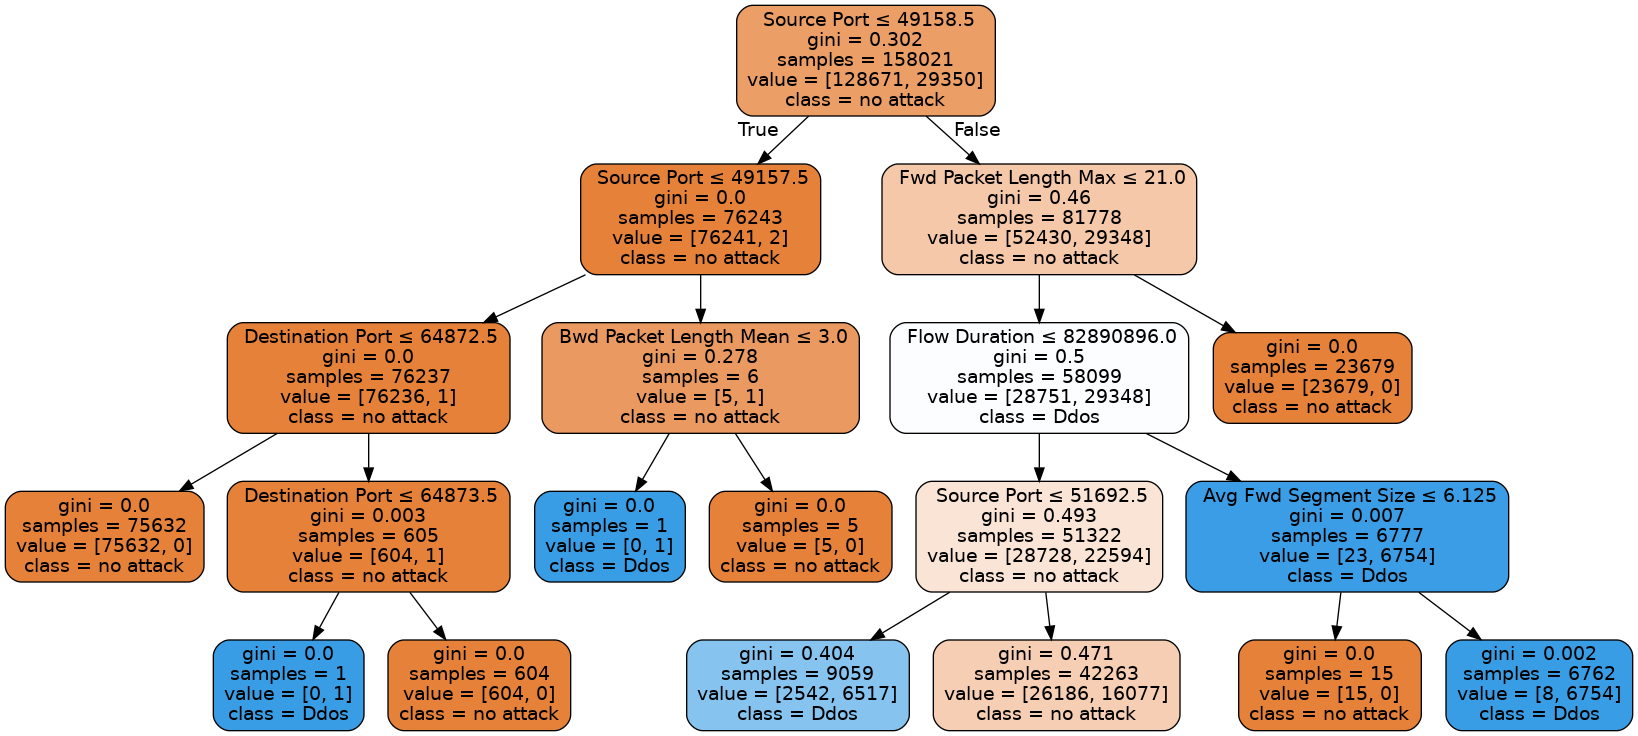 Source Port ≤ 49158.5
gini = 0.302
samples = 158021
value = [128671, 29350]
class = no attack
True
False
Source Port ≤ 49157.5
gini = 0.0
samples = 76243
value = [76241, 2]
class = no attack
Fwd Packet Length Max ≤ 21.0
gini = 0.46
samples = 81778
value = [52430, 29348]
class = no attack
Destination Port ≤ 64872.5
gini = 0.0
samples = 76237
value = [76236, 1]
class = no attack
Bwd Packet Length Mean ≤ 3.0
gini = 0.278
samples = 6
value = [5, 1]
class = no attack
Flow Duration ≤ 82890896.0
gini = 0.5
samples = 58099
value = [28751, 29348]
class = Ddos
gini = 0.0
samples = 23679
value = [23679, 0]
class = no attack
gini = 0.0
samples = 75632
value = [75632, 0]
class = no attack
Destination Port ≤ 64873.5
gini = 0.003
samples = 605
value = [604, 1]
class = no attack
gini = 0.0
samples = 1
value = [0, 1]
class = Ddos
gini = 0.0
samples = 5
value = [5, 0]
class = no attack
Source Port ≤ 51692.5
gini = 0.493
samples = 51322
value = [28728, 22594]
class = no attack
Avg Fwd Segment Size ≤ 6.125
gini = 0.007
samples = 6777
value = [23, 6754]
class = Ddos
gini = 0.0
samples = 1
value = [0, 1]
class = Ddos
gini = 0.0
samples = 604
value = [604, 0]
class = no attack
gini = 0.404
samples = 9059
value = [2542, 6517]
class = Ddos
gini = 0.471
samples = 42263
value = [26186, 16077]
class = no attack
gini = 0.0
samples = 15
value = [15, 0]
class = no attack
gini = 0.002
samples = 6762
value = [8, 6754]
class = Ddos